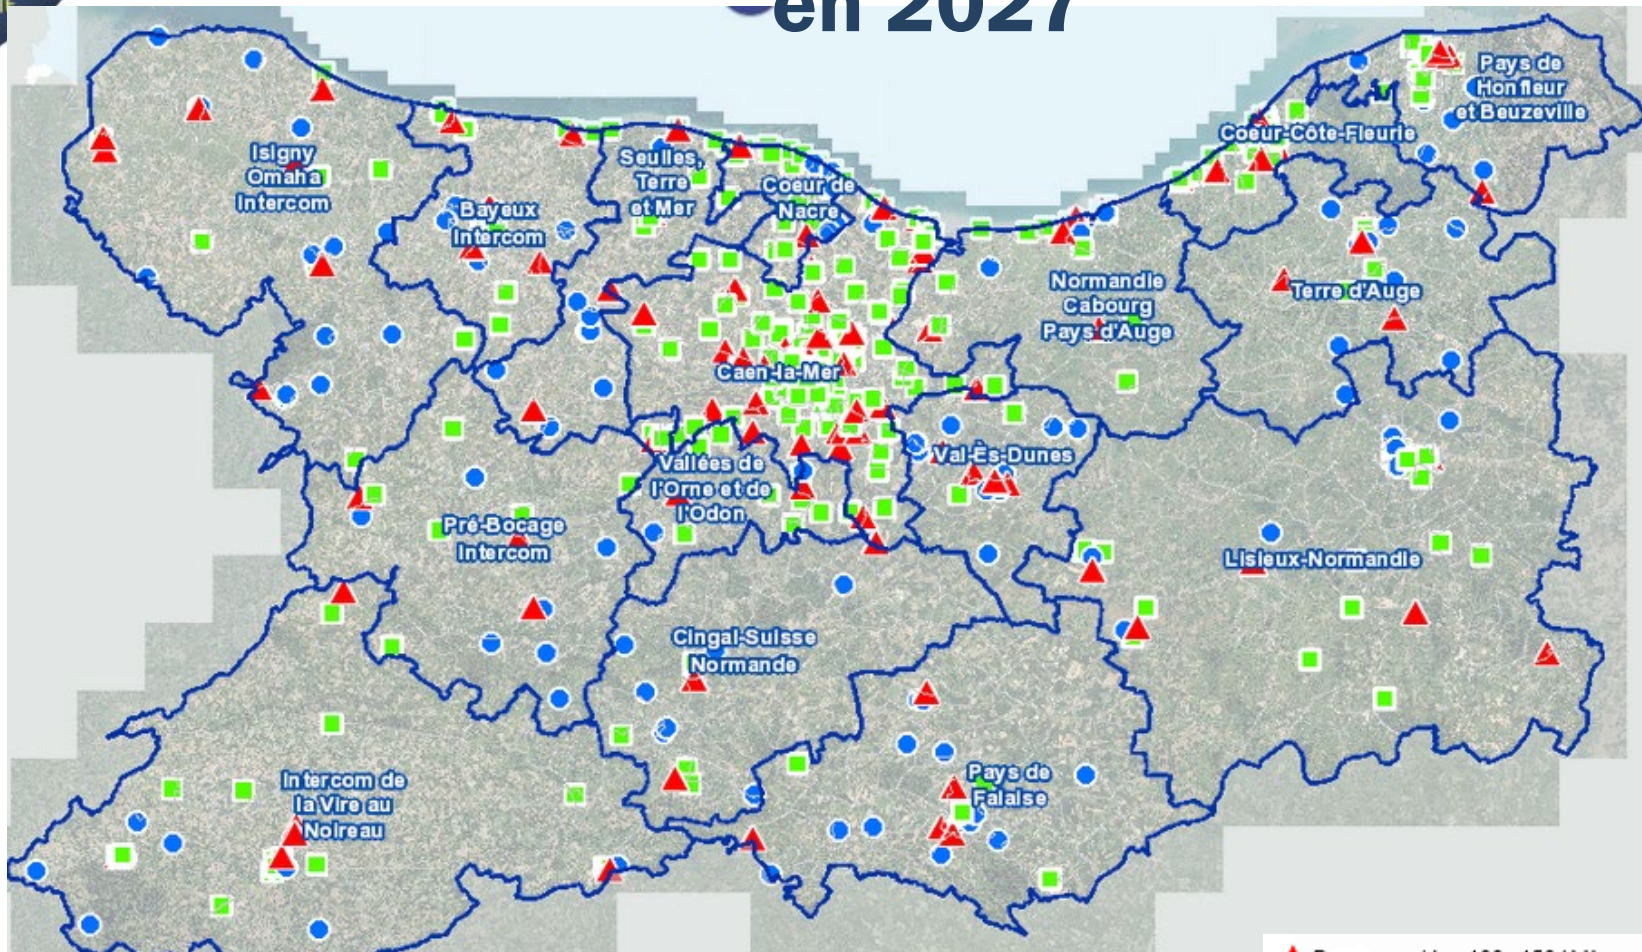 en 2027
Pays de
Honfleur
et Beuzeville
Coeur-Côte-Fleurie
Isigny
Omaha
Intercom
Seulles,
Terre
et Mer
Coeur de
Nacre
Bayeux
Intercom
Normandie
Cabourg
Pays d'Auge
Terre d'Auge
Caen-la-Mer
Val-Ès-Dunes
Vallées de
l'Orne et de
l'Odon
Pré-Bocage
Intercom
Lisieux-Normandie
Cingal-Suisse
Normande
Intercom de
la Vire au
Noireau
Pays de
Falaise